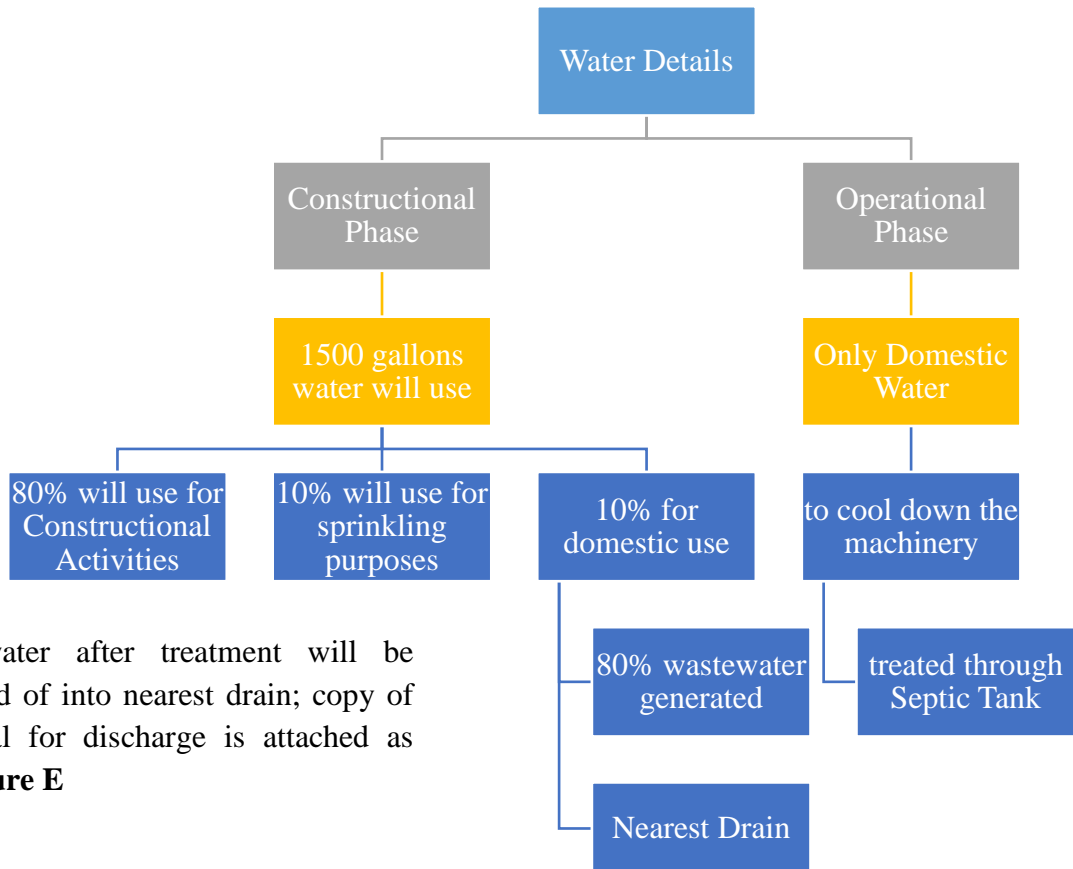 Water Details
Constructional
Phase
Operational
Phase
1500 gallons
water will use
Only Domestic
Water
80% will use for
Constructional
Activities
10% will use for
sprinkling
purposes
10% for
domestic use
to cool down the
machinery
80% wastewater
generated
treated through
Septic Tank
Nearest Drain
after treatment will be
of into nearest drain; copy of
for discharge is attached as
E